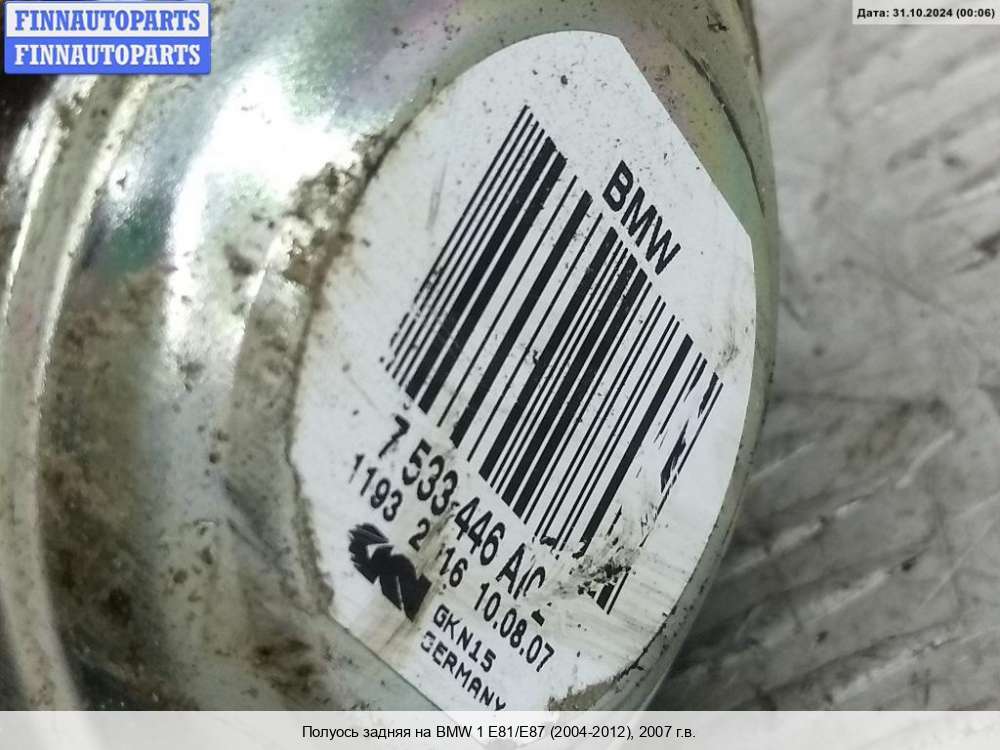 FINNAUTOPARTS
FINNAUTOPARTS
Дата: 31.10.2024 (00:06)
BMW
7 533 446
1193 2 16 10.08.07
GKN
GKN15
GERMANY
Полуось задняя на BMW 1 E81/E87 (2004-2012), 2007 г.в.